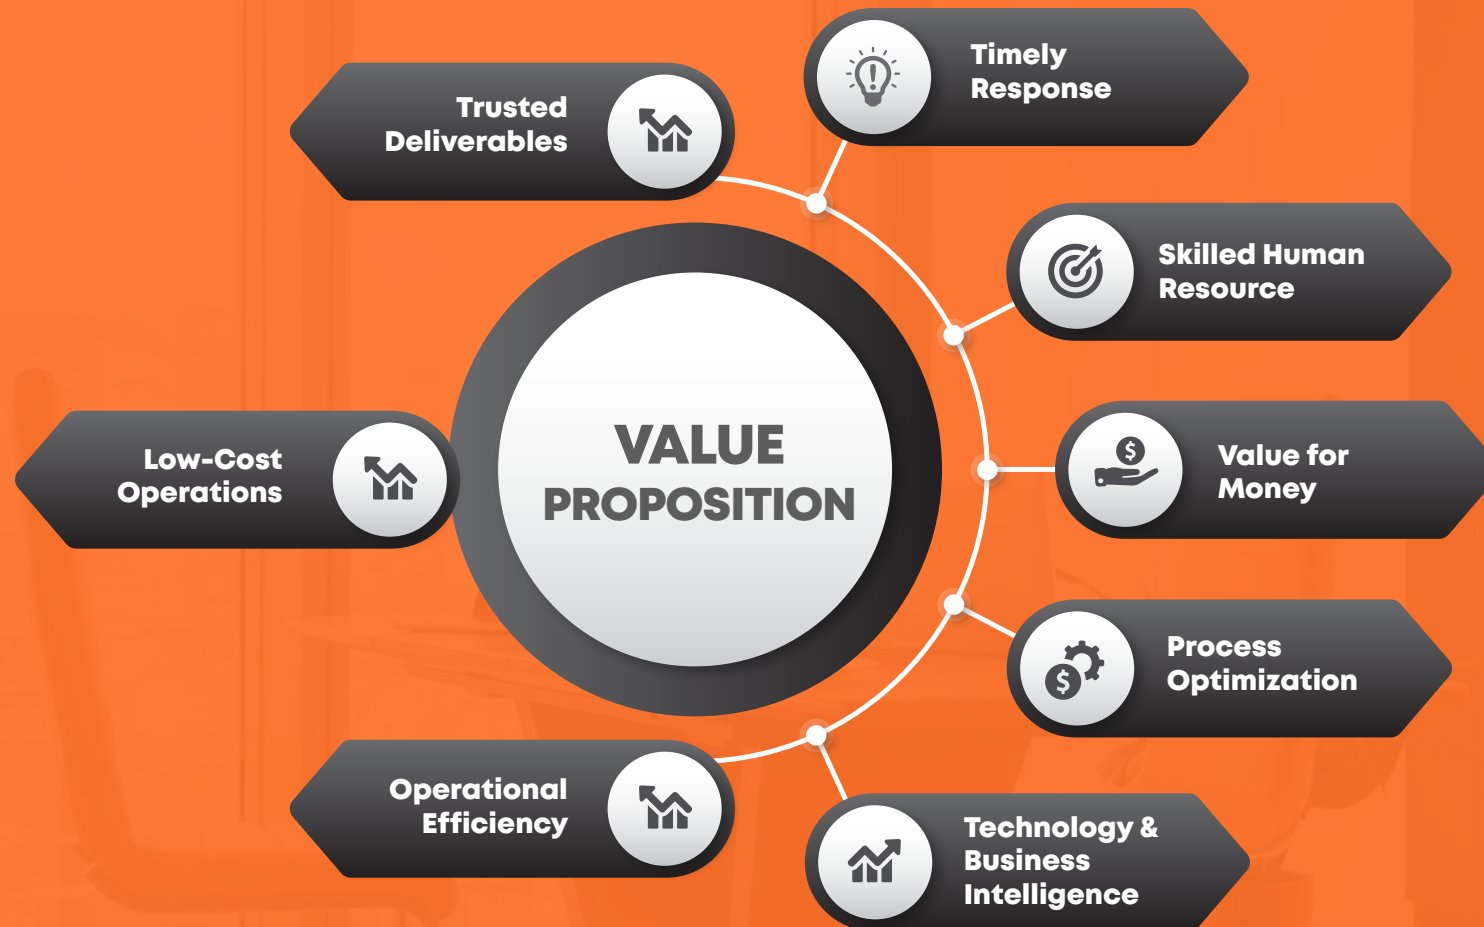 Timely
Response
Trusted
Deliverables
Skilled Human
Resource
VALUE
PROPOSITION
Low-Cost
Operations
Value for
Money
Process
Optimization
Operational
Efficiency
Technology &
Business
Intelligence